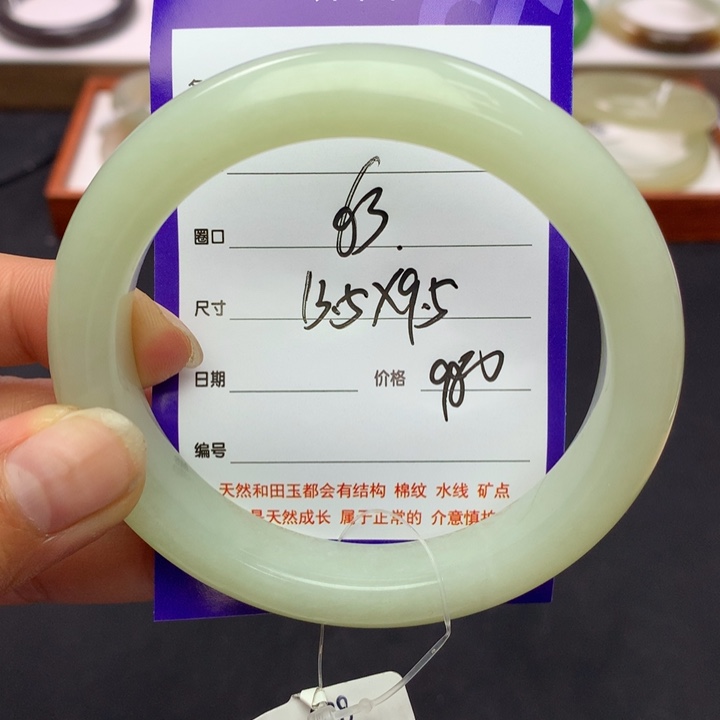 圈口 63.
尺寸 13.5X9.5
日期 价格 980
编号
天然和田玉都会有结构 棉纹 水线 矿点
是天然成长 属于正常的 介意慎拍